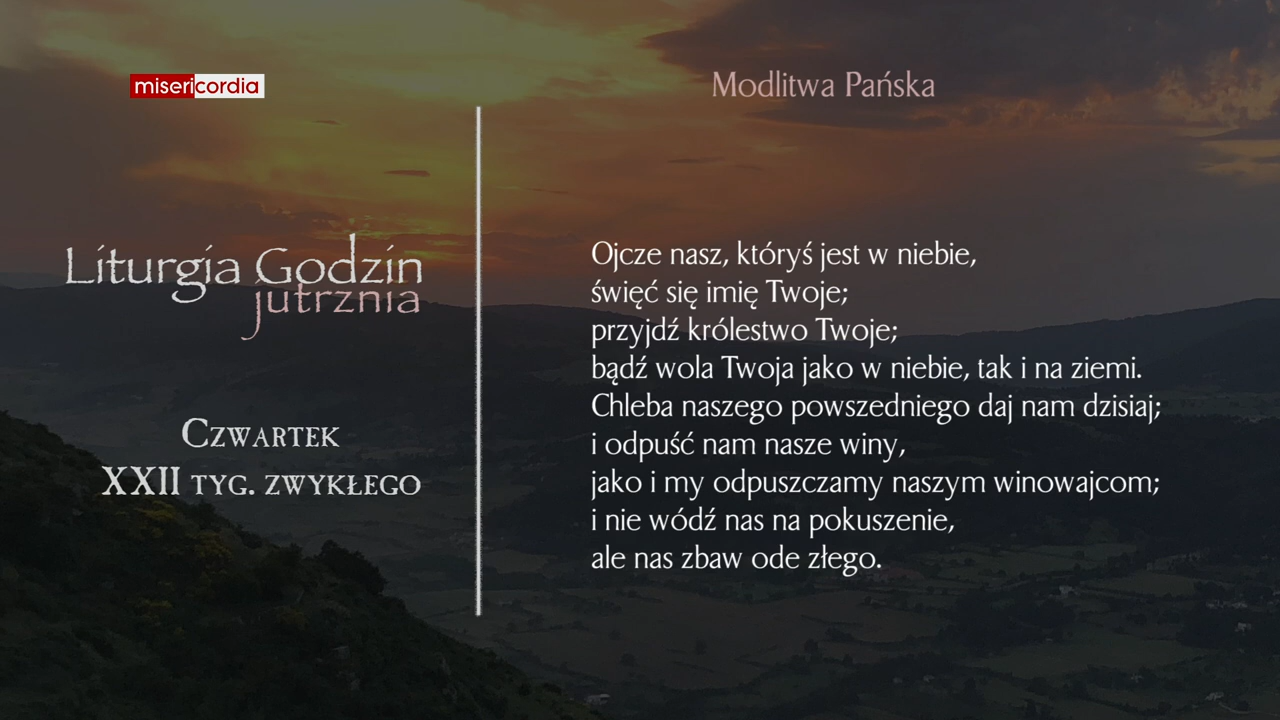 misericordia
Liturgia Godzin
jutrznia
Czwartek
XXII tyg. zwykłego
Modlitwa Pańska
Ojcze nasz, któryś jest w niebie,
święć się imię Twoje;
przyjdź królestwo Twoje;
bądź wola Twoja jako w niebie, tak i na ziemi.
Chleba naszego powszedniego daj nam dzisiaj;
i odpuść nam nasze winy,
jako i my odpuszczamy naszym winowajcom;
i nie wódź nas na pokuszenie,
ale nas zbaw ode złego.